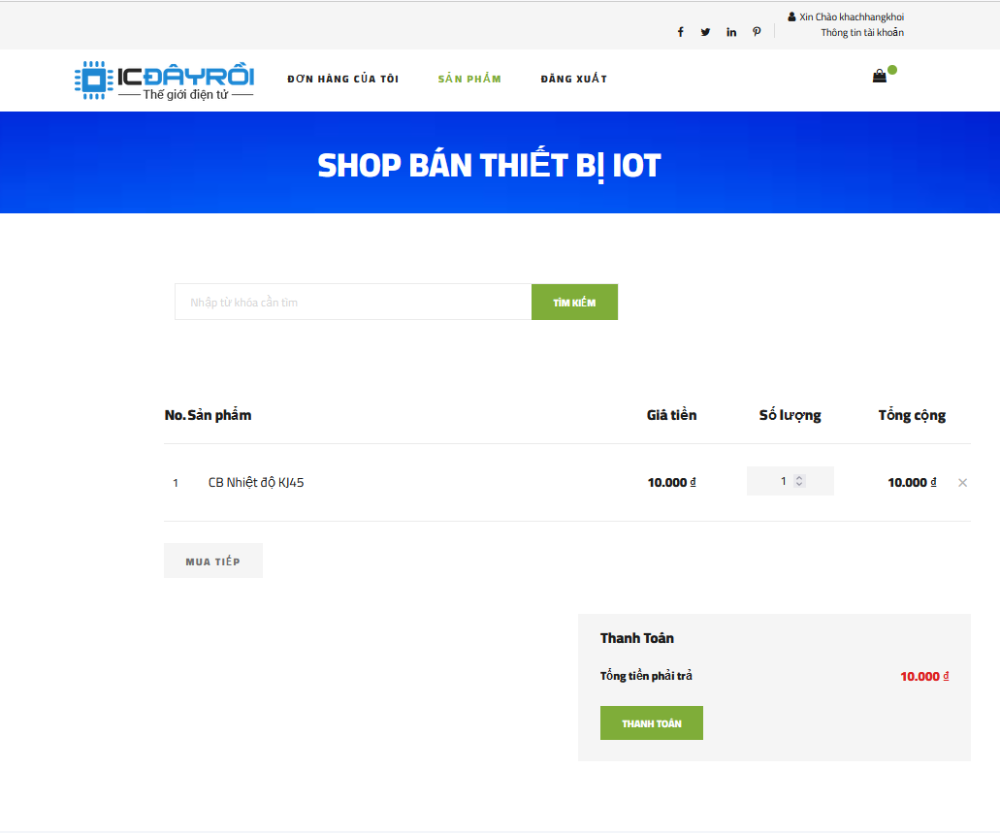 Xin Chào khachhangkhoi
Thông tin tài khoản
ICĐÂYRỒI
Thế giới điện tử
ĐƠN HÀNG CỦA TÔI SẢN PHẨM ĐĂNG XUẤT
SHOP BÁN THIẾT BỊ IOT
Nhập từ khóa cần tìm TÌM KIẾM
No. Sản phẩm Giá tiền Số lượng Tổng cộng
1 CB Nhiệt độ KJ45 10.000 ₫ 1 10.000 ₫ ×
MUA TIẾP
Thanh Toán
Tổng tiền phải trả 10.000 ₫
THANH TOÁN